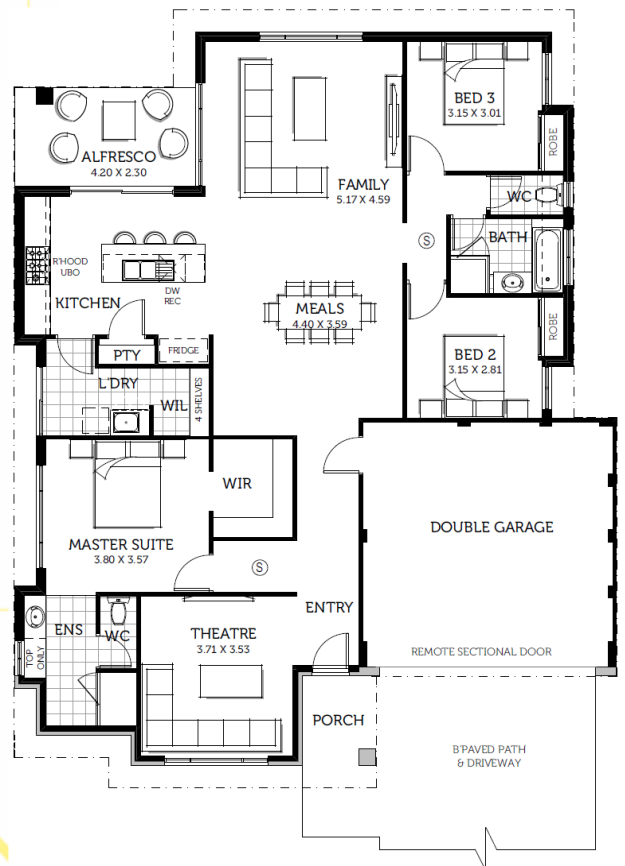 BED 3
3.15 X 3.01
ROBE
ALFRESCO
4.20 X 2.30
FAMILY
5.17 X 4.59
WC
BATH
S
R'HOOD
UBO
KITCHEN
DW
REC
MEALS
4.40 X 3.59
ROBE
BED 2
3.15 X 2.81
PTY
FRIDGE
L'DRY
WIL
4 SHELVES
WIR
MASTER SUITE
3.80 X 3.57
S
DOUBLE GARAGE
ENTRY
ENS
WC
THEATRE
3.71 X 3.53
TOP
ONLY
REMOTE SECTIONAL DOOR
PORCH
B'PAVED PATH
& DRIVEWAY